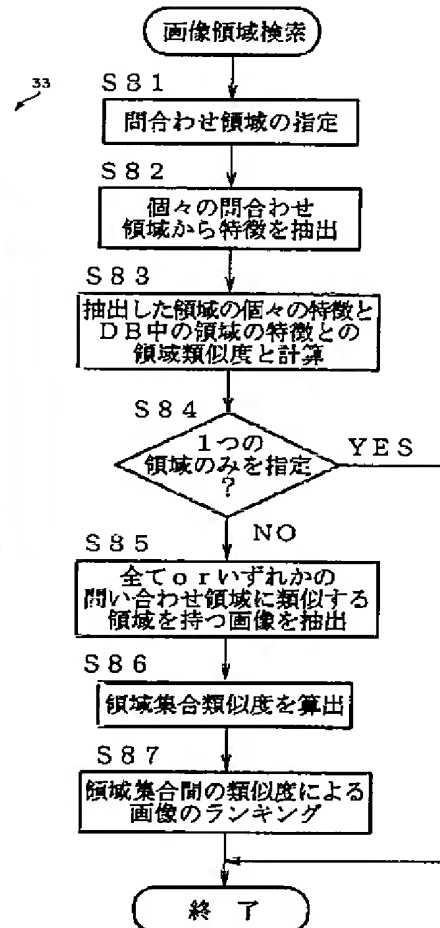 画像領域検索
33
S81
問合わせ領域の指定
S82
個々の問合わせ
領域から特徴を抽出
S83
抽出した領域の個々の特徴と
DB中の領域の特徴との
領域類似度と計算
S84
1つの
領域のみを指定
?
YES
NO
S85
全てorいずれかの
問い合わせ領域に類似する
領域を持つ画像を抽出
S86
領域集合類似度を算出
S87
領域集合間の類似度による
画像のランキング
終 了